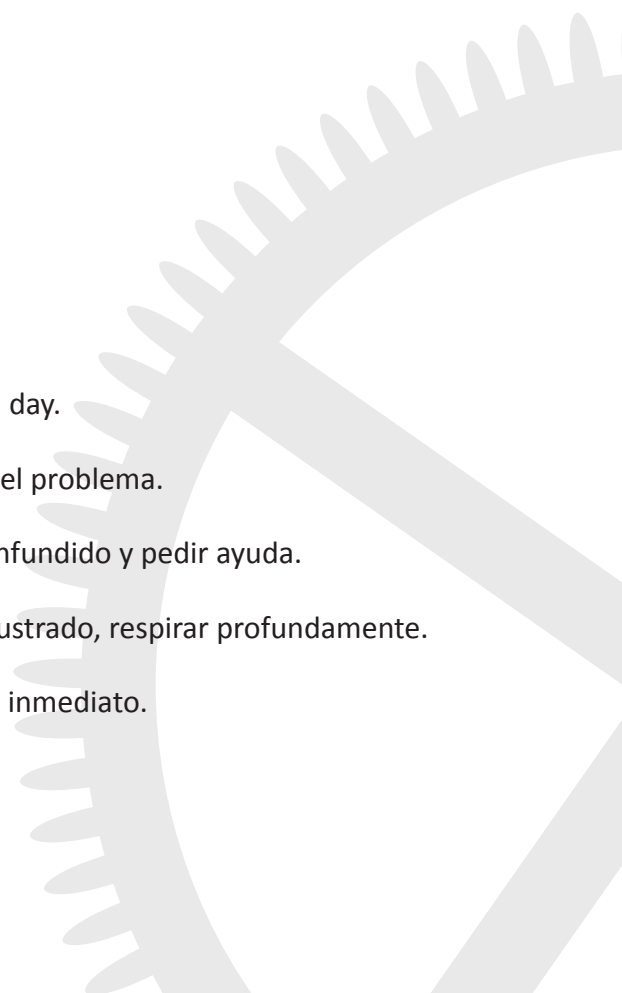 day.
el problema.
nfundido y pedir ayuda.
ustrado, respirar profundamente.
inmediato.